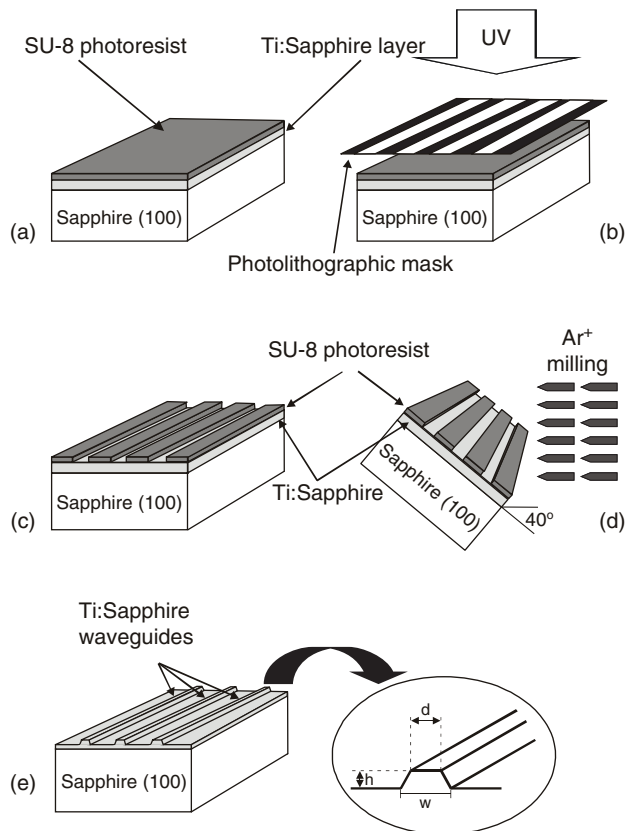 SU-8 photoresist
Ti:Sapphire layer
UV
Sapphire (100)
(a)
Sapphire (100)
(b)
Photolithographic mask
SU-8 photoresist
Ar+
milling
Sapphire (100)
(c)
Ti:Sapphire
Sapphire (100)
40°
(d)
Ti:Sapphire
waveguides
Sapphire (100)
(e)
d
h
w